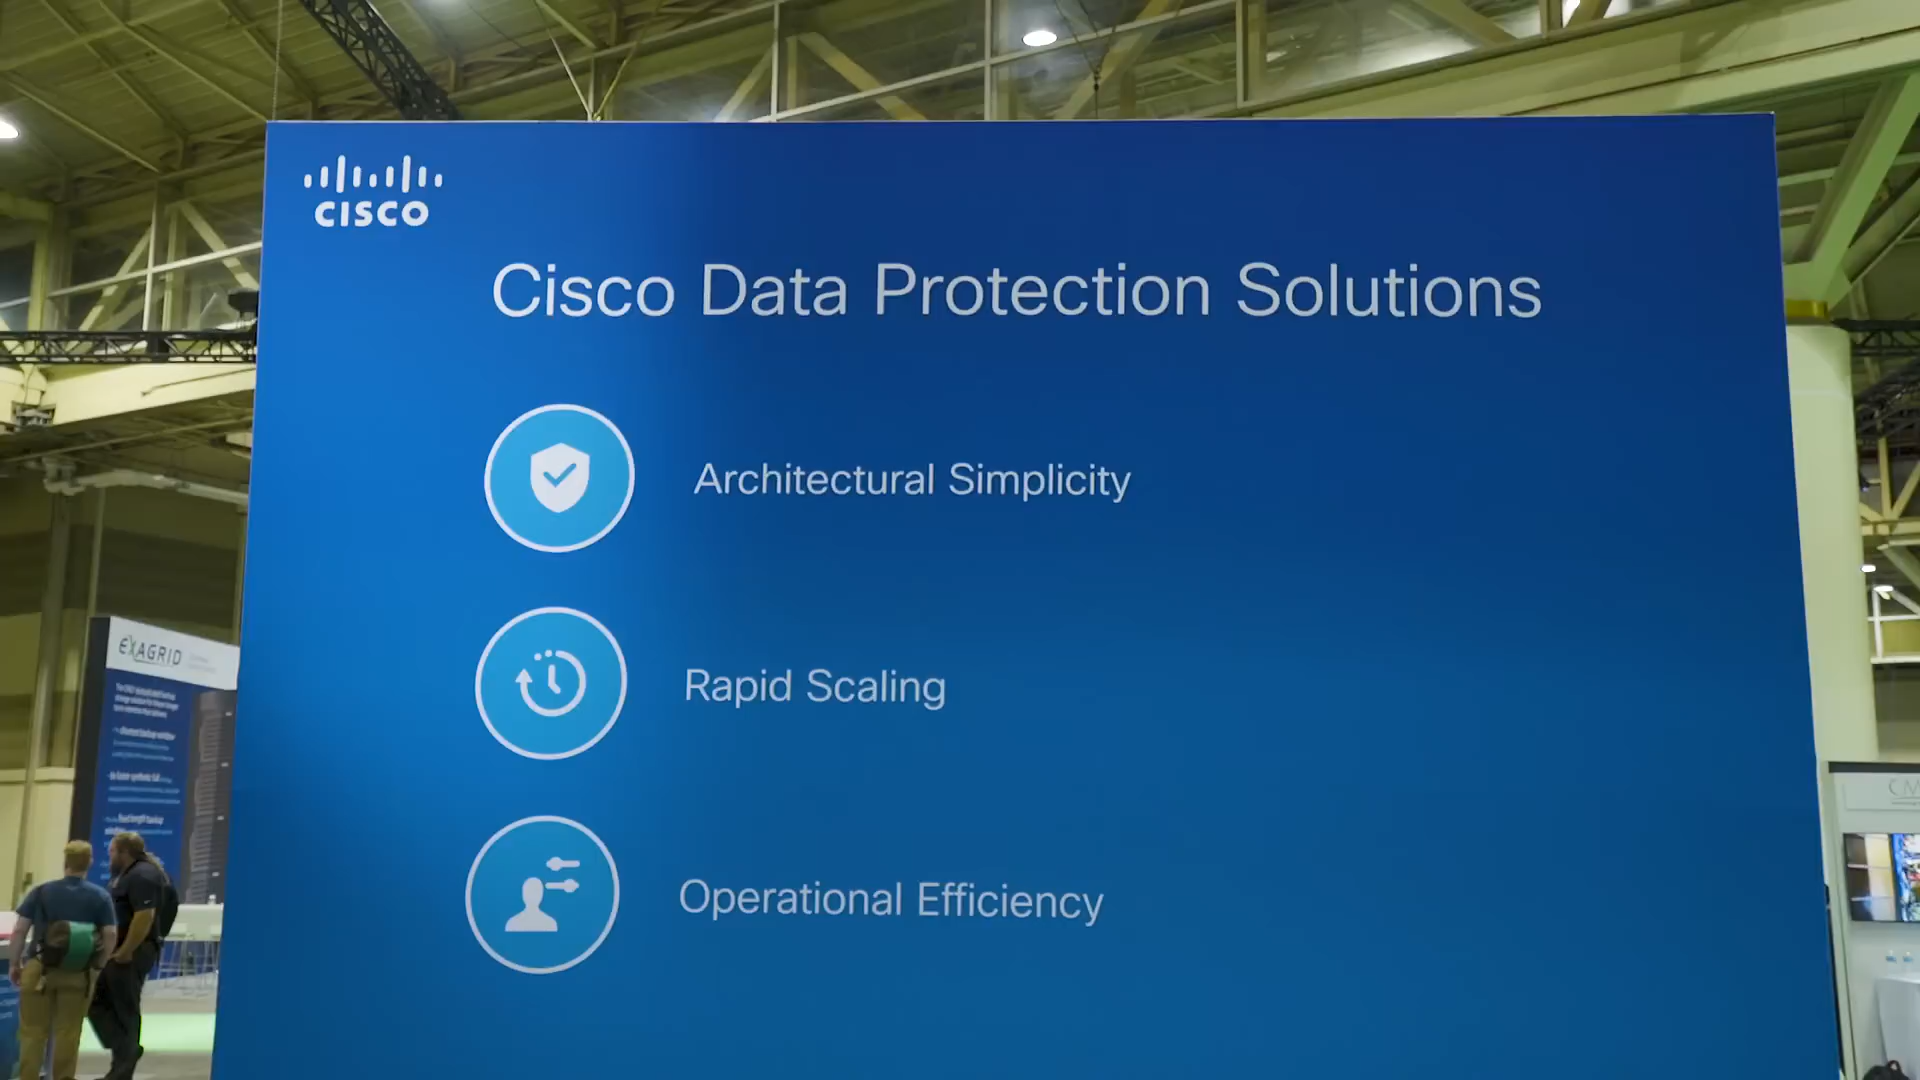 CISCO
Cisco Data Protection Solutions
Architectural Simplicity
Rapid Scaling
Operational Efficiency
EXAGRID